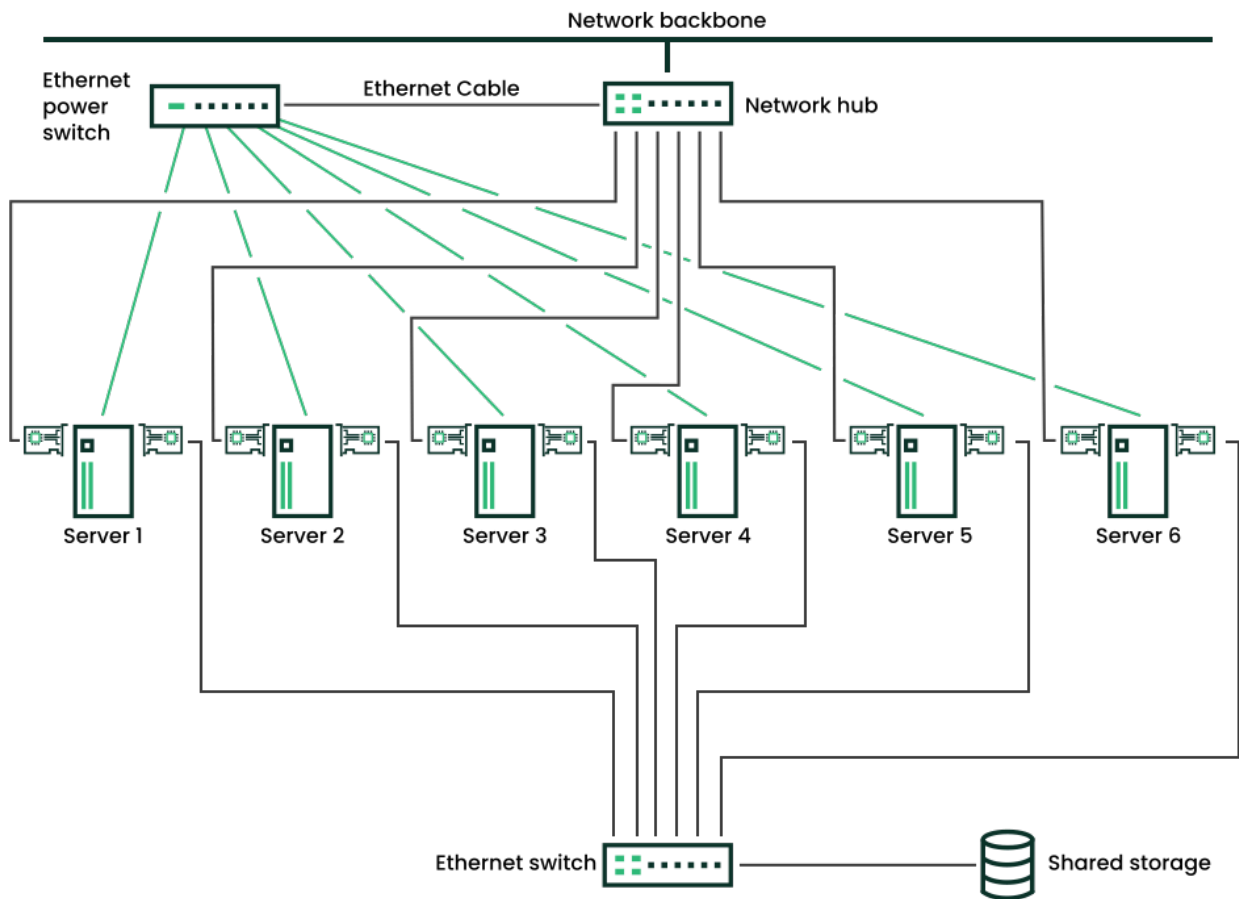 Network backbone
Ethernet
power
switch
Ethernet Cable
Network hub
Server 1
Server 2
Server 3
Server 4
Server 5
Server 6
Ethernet switch
Shared storage